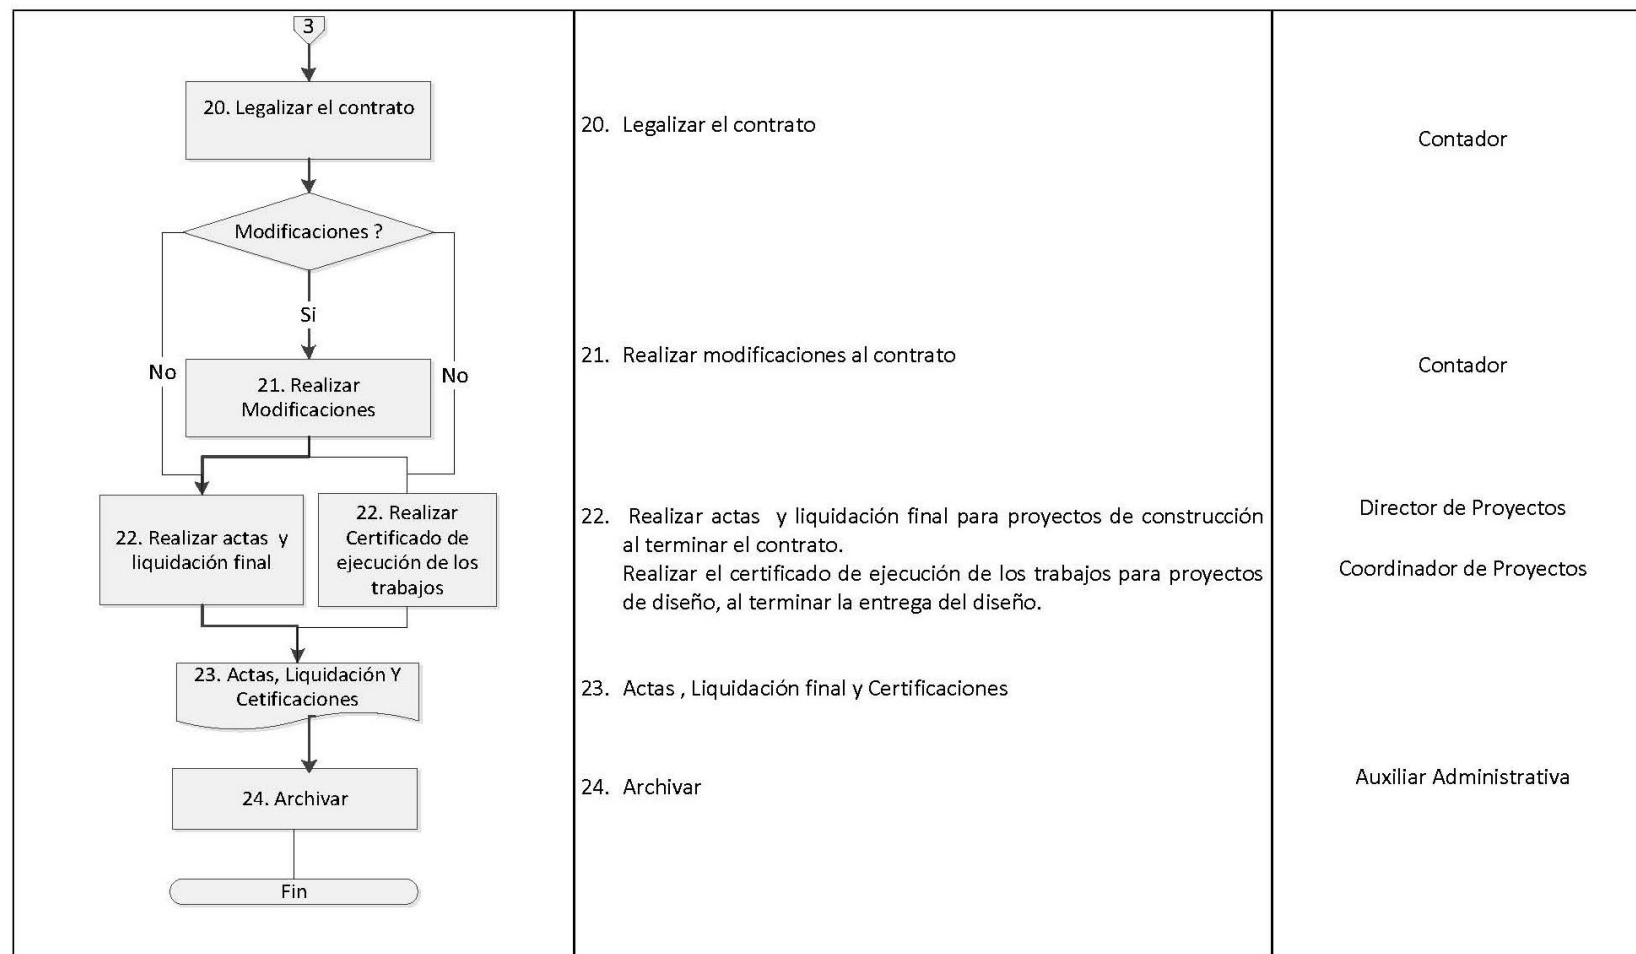 3
20. Legalizar el contrato
Modificaciones ?
Si
No
No
21. Realizar
Modificaciones
22. Realizar actas y
liquidación final
22. Realizar
Certificado de
ejecución de los
trabajos
23. Actas, Liquidación Y
Cetificaciones
24. Archivar
Fin
20. Legalizar el contrato
21. Realizar modificaciones al contrato
22. Realizar actas y liquidación final para proyectos de construcción
al terminar el contrato.
Realizar el certificado de ejecución de los trabajos para proyectos
de diseño, al terminar la entrega del diseño.
23. Actas , Liquidación final y Certificaciones
24. Archivar
Contador
Contador
Director de Proyectos
Coordinador de Proyectos
Auxiliar Administrativa